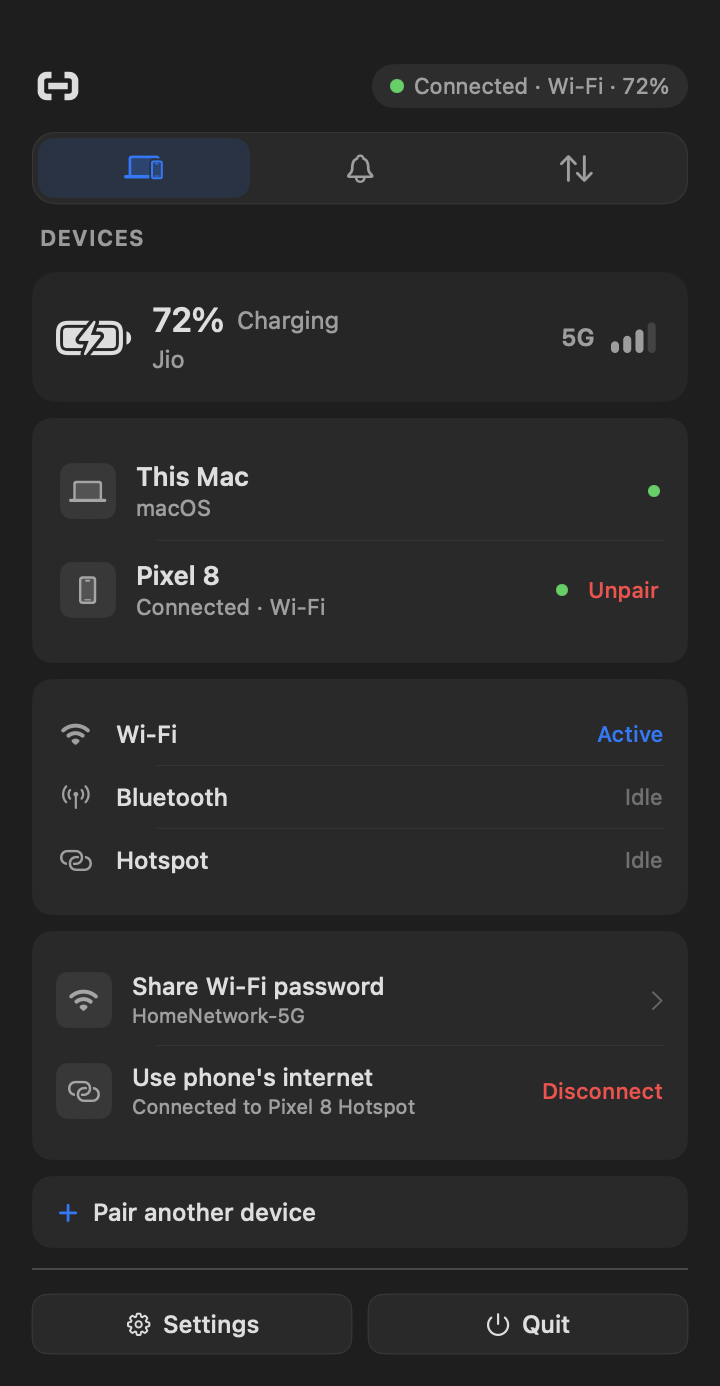 Connected · Wi-Fi · 72%
DEVICES
72% Charging
Jio
5G
This Mac
macOS
Pixel 8
Connected · Wi-Fi
Unpair
Wi-Fi
Active
Bluetooth
Idle
Hotspot
Idle
Share Wi-Fi password
HomeNetwork-5G
Use phone's internet
Connected to Pixel 8 Hotspot
Disconnect
+ Pair another device
Settings
Quit